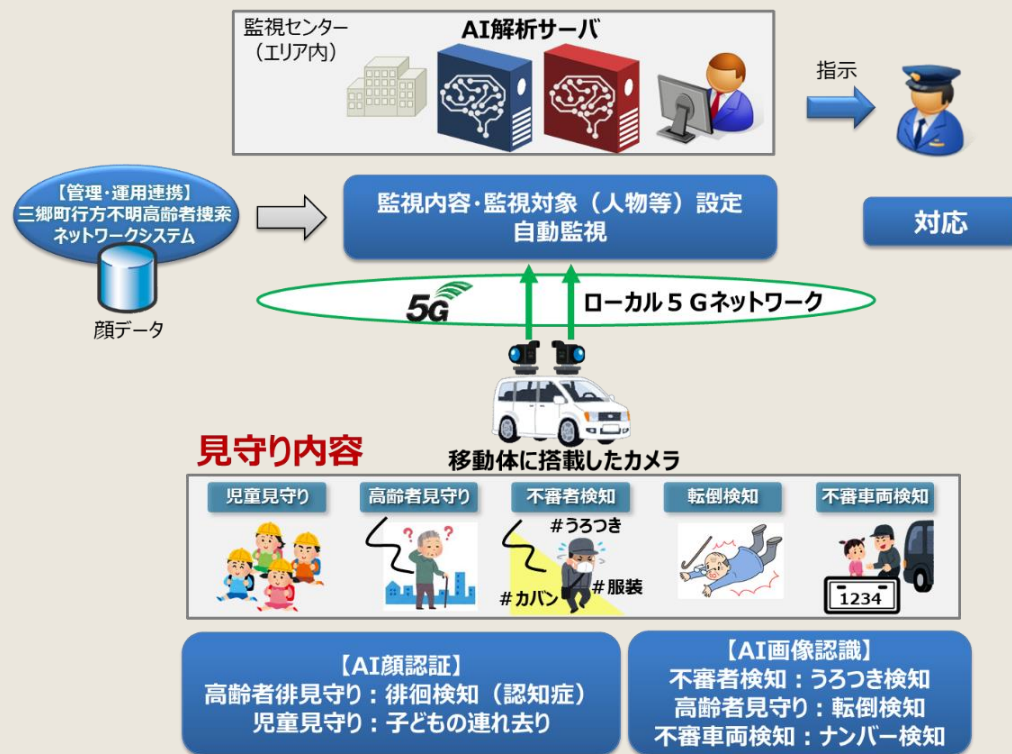 監視センター
（エリア内）
AI解析サーバ
指示
【管理・運用連携】
三郷町行方不明高齢者捜索
ネットワークシステム
顔データ
監視内容・監視対象（人物等）設定
自動監視
対応
5G
ローカル５Ｇネットワーク
移動体に搭載したカメラ
見守り内容
児童見守り
高齢者見守り
不審者検知
転倒検知
不審車両検知
#うろつき
#カバン
#服装
1234
【AI顔認証】
高齢者徘見守り：徘徊検知（認知症）
児童見守り：子どもの連れ去り
【AI画像認識】
不審者検知：うろつき検知
高齢者見守り：転倒検知
不審車両検知：ナンバー検知